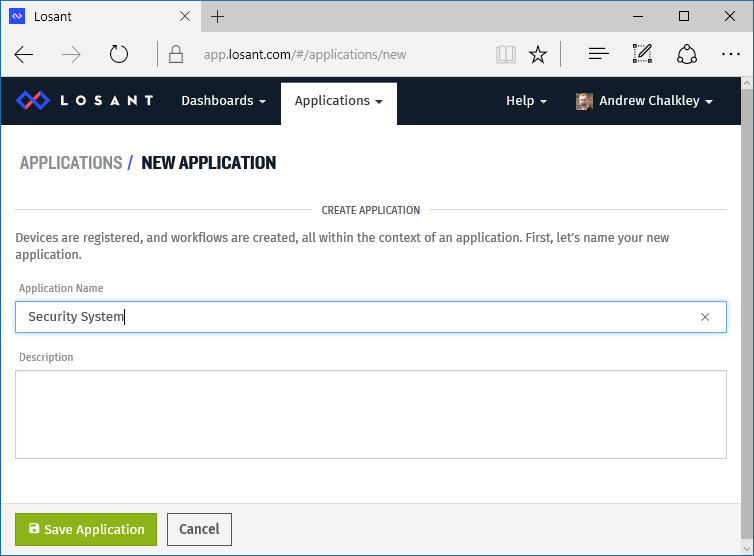 Losant
app.losant.com/#/applications/new
LOSANT Dashboards Applications Help Andrew Chalkley
APPLICATIONS / NEW APPLICATION
CREATE APPLICATION
Devices are registered, and workflows are created, all within the context of an application. First, let's name your new
application.
Application Name
Security System
Description
Save Application Cancel